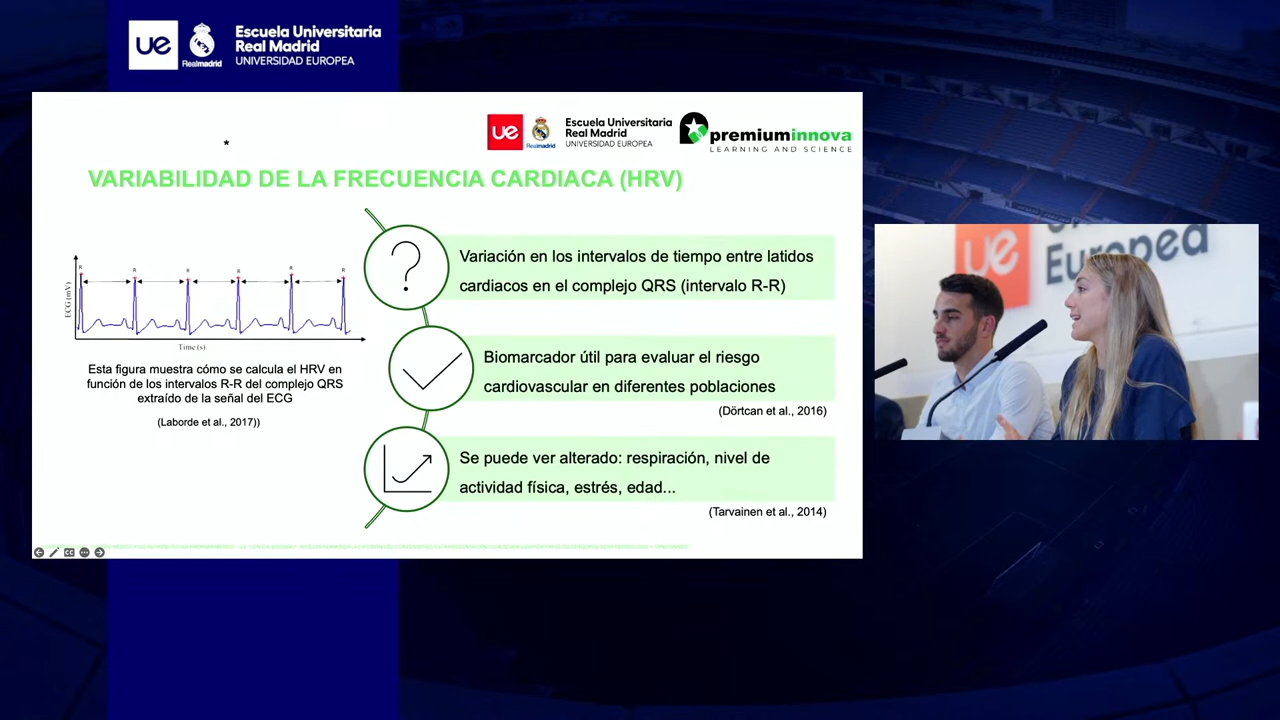 ue
Realmadrid
Escuela Universitaria
Real Madrid
UNIVERSIDAD EUROPEA
ue
Realmadrid
Escuela Universitaria
Real Madrid
UNIVERSIDAD EUROPEA
premiuminnova
LEARNING AND SCIENCE
*
VARIABILIDAD DE LA FRECUENCIA CARDIACA (HRV)
R R R R R R
ECG (mV)
Time (s)
Esta figura muestra cómo se calcula el HRV en
función de los intervalos R-R del complejo QRS
extraído de la señal del ECG
(Laborde et al., 2017))
?
Variación en los intervalos de tiempo entre latidos
cardiacos en el complejo QRS (intervalo R-R)
Biomarcador útil para evaluar el riesgo
cardiovascular en diferentes poblaciones
(Dörtcan et al., 2016)
Se puede ver alterado: respiración, nivel de
actividad física, estrés, edad...
(Tarvainen et al., 2014)
ue
Europea